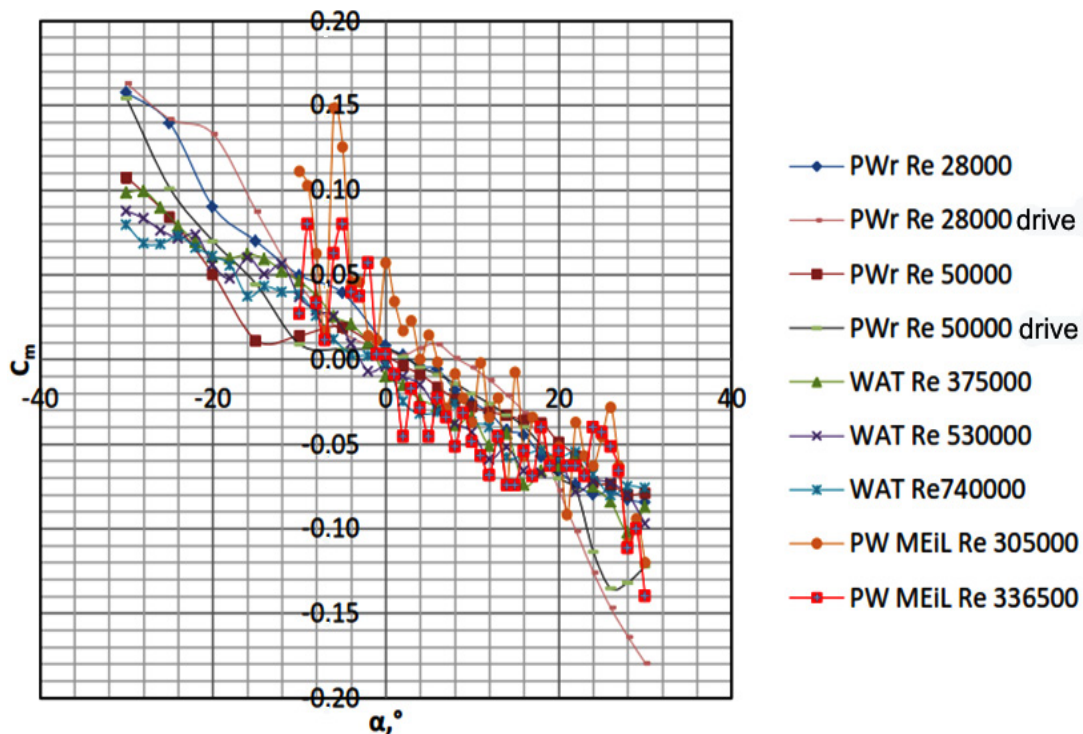 0.20
0.15
0.10
0.05
0.00
-40
-20
0
20
40
-0.05
-0.10
-0.15
-0.20
Cm
α,°
PWr Re 28000
PWr Re 28000 drive
PWr Re 50000
PWr Re 50000 drive
WAT Re 375000
WAT Re 530000
WAT Re740000
PW MEiL Re 305000
PW MEiL Re 336500